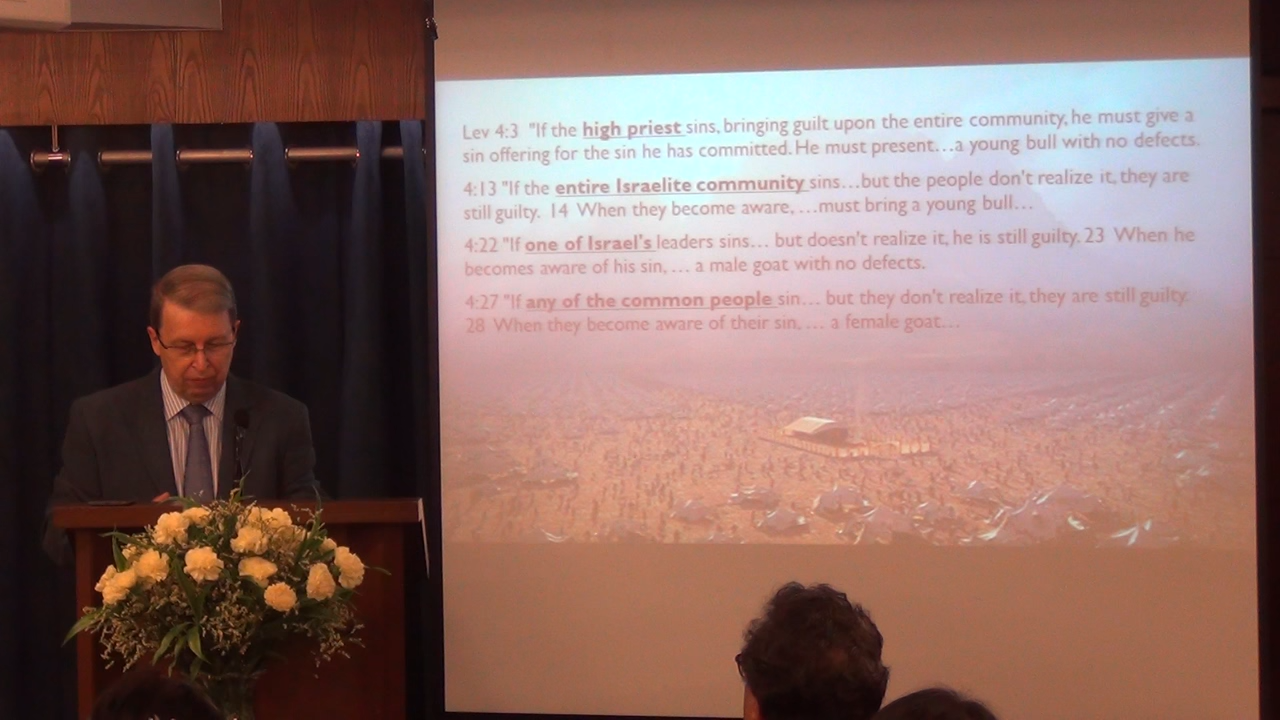 Lev 4:3 "If the high priest sins, bringing guilt upon the entire community, he must give a
sin offering for the sin he has committed. He must present…a young bull with no defects.
4:13 "If the entire Israelite community sins…but the people don't realize it, they are
still guilty. 14 When they become aware, …must bring a young bull…
4:22 "If one of Israel's leaders sins… but doesn't realize it, he is still guilty. 23 When he
becomes aware of his sin, … a male goat with no defects.
4:27 "If any of the common people sin… but they don't realize it, they are still guilty.
28 When they become aware of their sin, … a female goat…